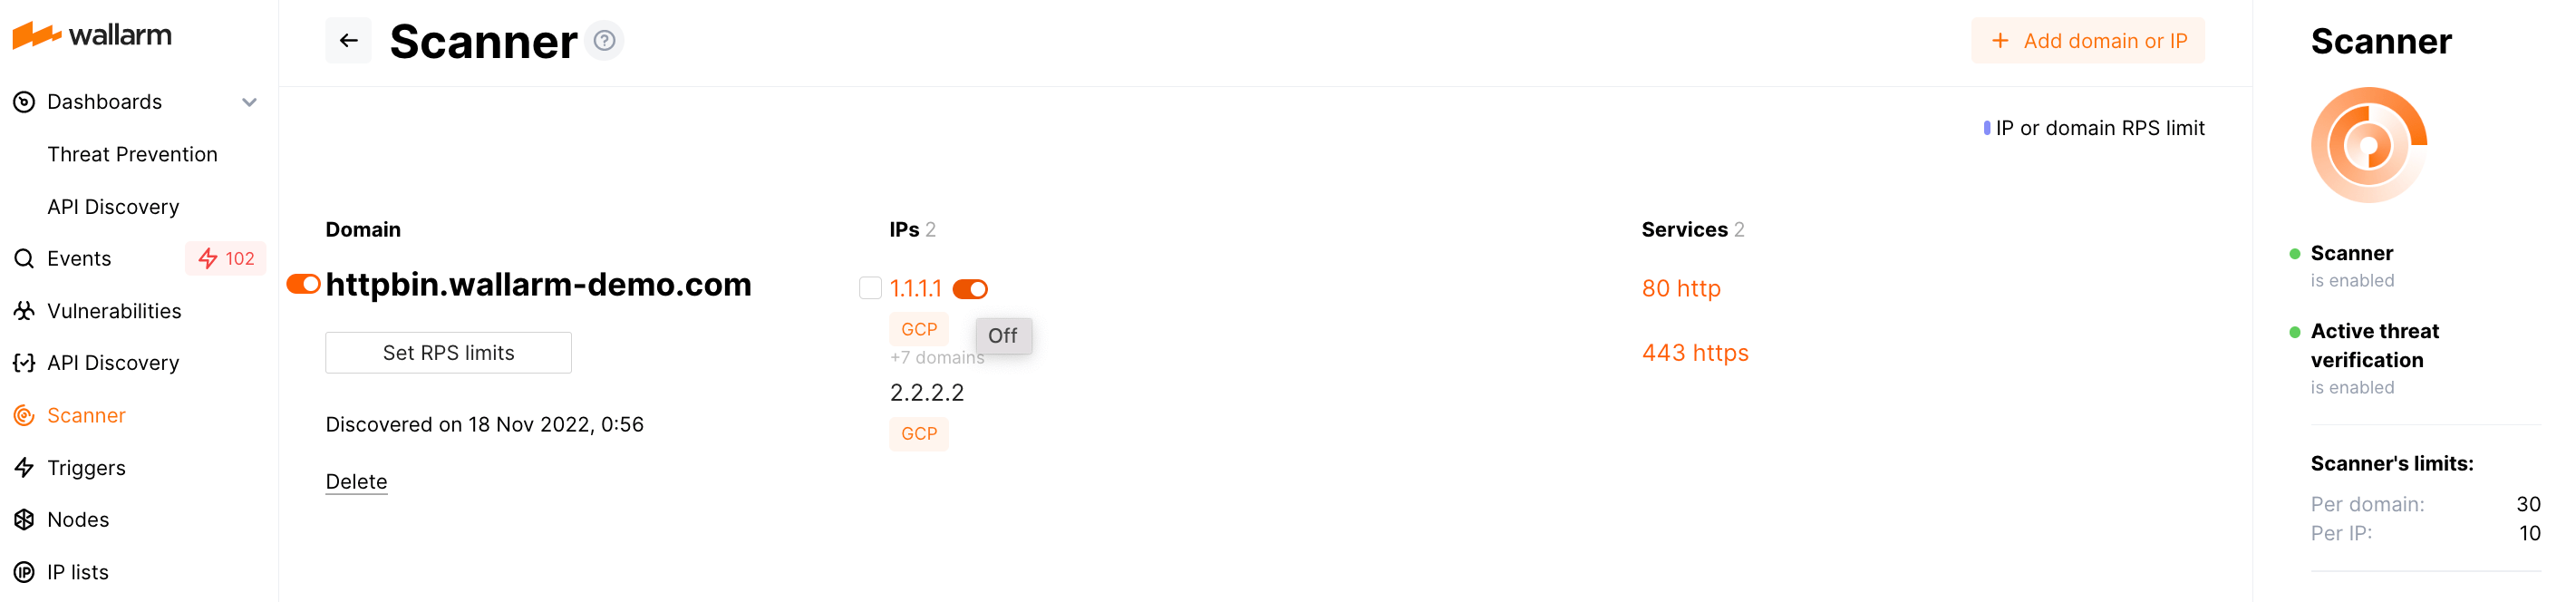 wallarm
Dashboards
Threat Prevention
API Discovery
Events 102
Vulnerabilities
API Discovery
Scanner
Triggers
Nodes
IP lists
Scanner ?
+ Add domain or IP
IP or domain RPS limit
Domain
httpbin.wallarm-demo.com
Set RPS limits
Discovered on 18 Nov 2022, 0:56
Delete
IPs 2
1.1.1.1
GCP
Off
+7 domains
2.2.2.2
GCP
Services 2
80 http
443 https
Scanner
Scanner
is enabled
Active threat
verification
is enabled
Scanner's limits:
Per domain: 30
Per IP: 10